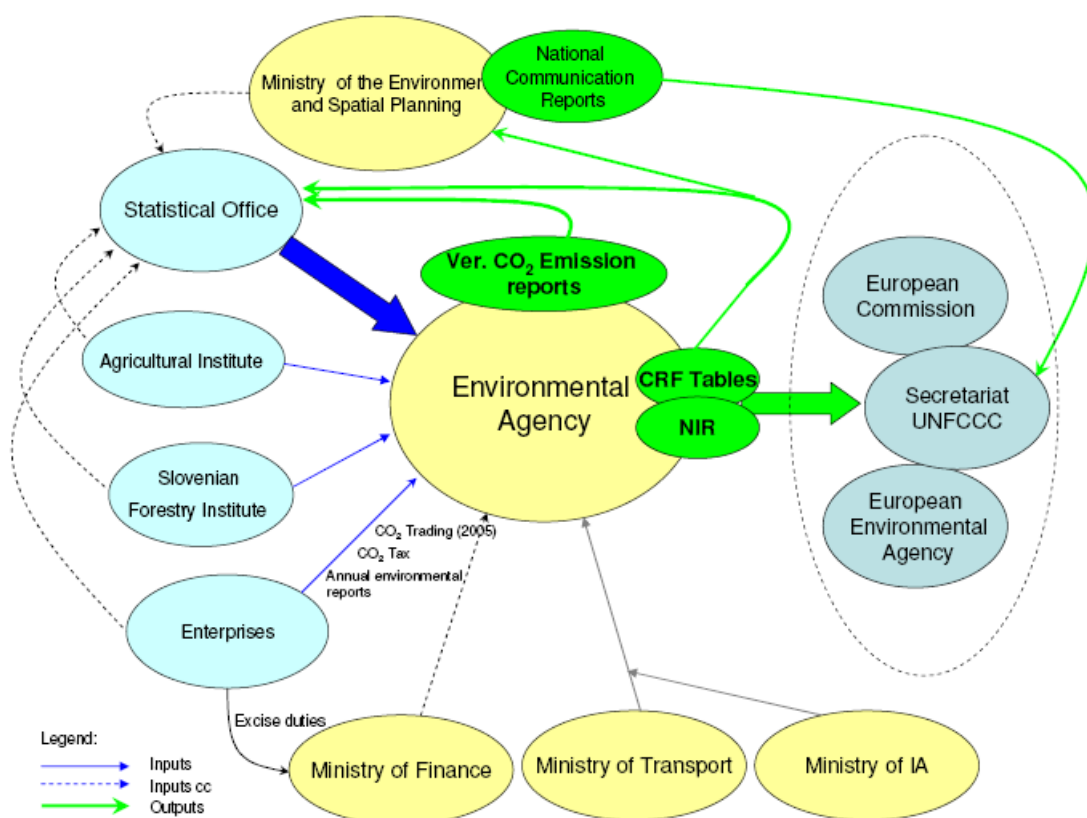 National
Communication
Reports
Ministry of the Environmen
and Spatial Planning
Statistical Office
Ver. CO₂ Emission
reports
European
Commission
Agricultural Institute
Environmental
Agency
CRF Tables
NIR
Secretariat
UNFCCC
Slovenian
Forestry Institute
European
Environmental
Agency
CO₂ Trading (2005)
CO₂ Tax
Annual environmental
reports
Enterprises
Excise duties
Ministry of Finance
Ministry of Transport
Ministry of IA
Legend:
Inputs
Inputs cc
Outputs